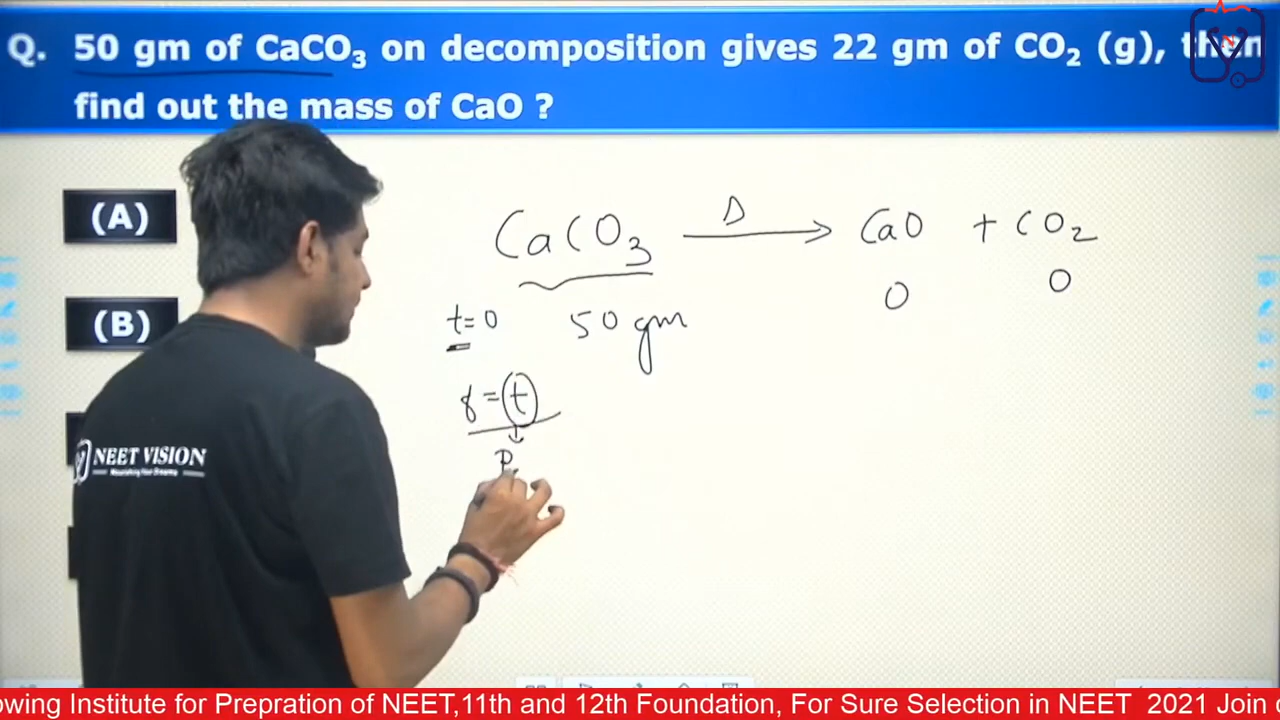 Q. 50 gm of CaCO₃ on decomposition gives 22 gm of CO₂ (g), then
find out the mass of CaO ?
(A)
CaCO₃ Δ → CaO + CO₂
0 0
(B)
t=0 50 gm
t
NEET VISION
owing Institute for Prepration of NEET,11th and 12th Foundation, For Sure Selection in NEET 2021 Join